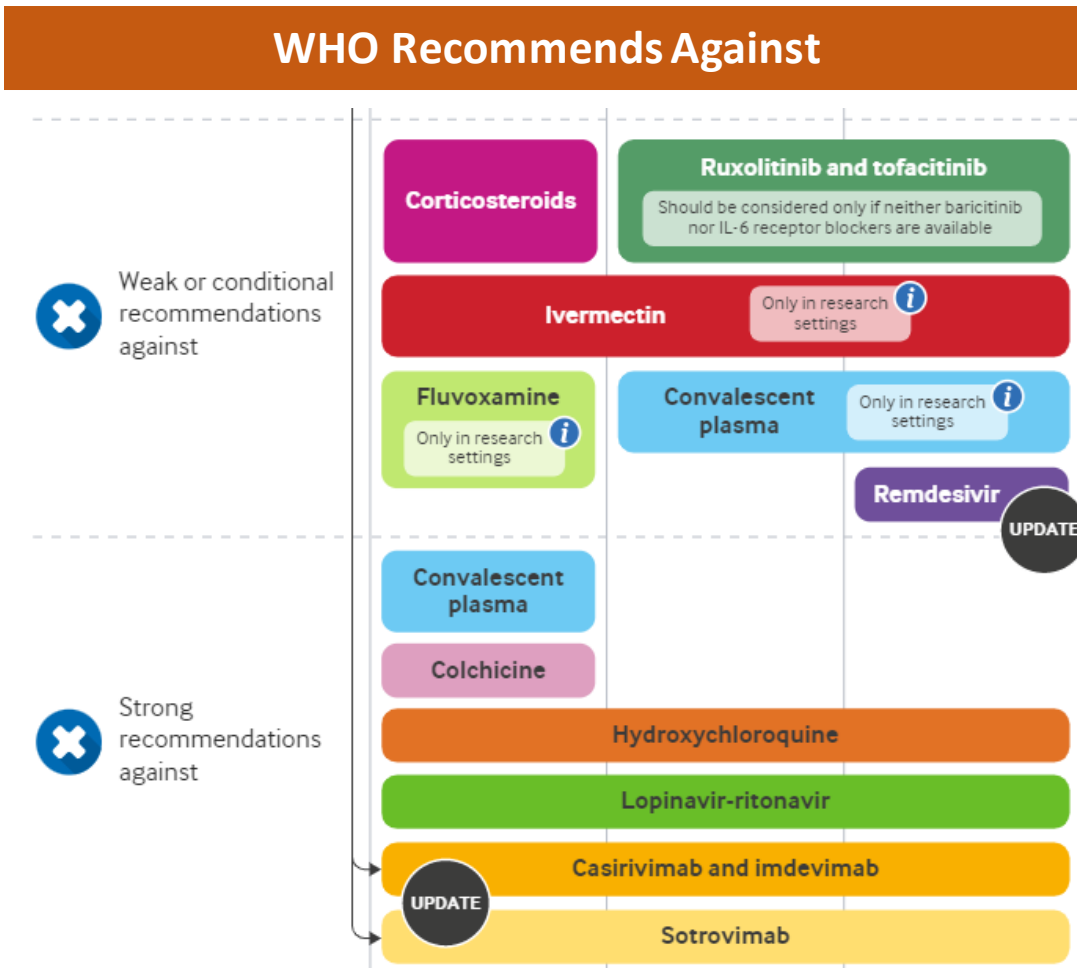 WHO Recommends Against
Corticosteroids
Ruxolitinib and tofacitinib
Should be considered only if neither baricitinib
nor IL-6 receptor blockers are available
Weak or conditional
recommendations
against
Ivermectin
Only in research
settings
i
Fluvoxamine
Only in research
settings
i
Convalescent
plasma
Only in research
settings
i
Remdesivir
UPDATE
Strong
recommendations
against
Convalescent
plasma
Colchicine
Hydroxychloroquine
Lopinavir-ritonavir
Casirivimab and imdevimab
UPDATE
Sotrovimab